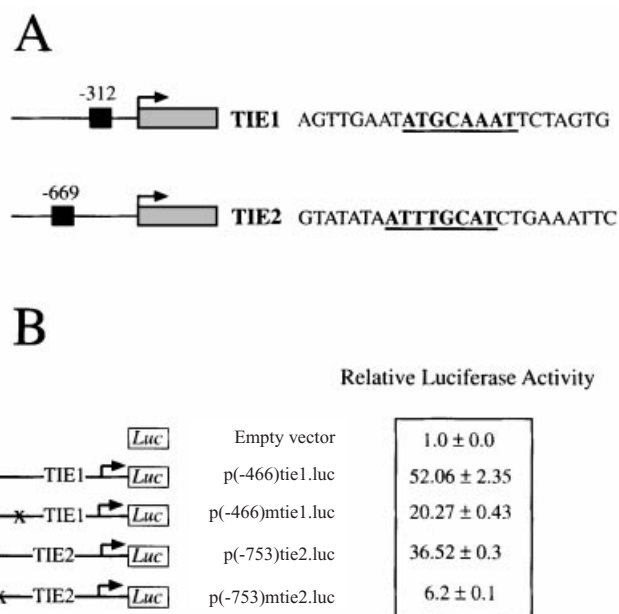 A
-312
TIE1 AGTTGAATATGCAAATTCTAGTG
-669
TIE2 GTATATAATTTGCATCTGAAATTC
B
Relative Luciferase Activity
Luc Empty vector 1.0 ± 0.0
TIE1 Luc p(-466)tie1.luc 52.06 ± 2.35
x TIE1 Luc p(-466)mtie1.luc 20.27 ± 0.43
TIE2 Luc p(-753)tie2.luc 36.52 ± 0.3
x TIE2 Luc p(-753)mtie2.luc 6.2 ± 0.1